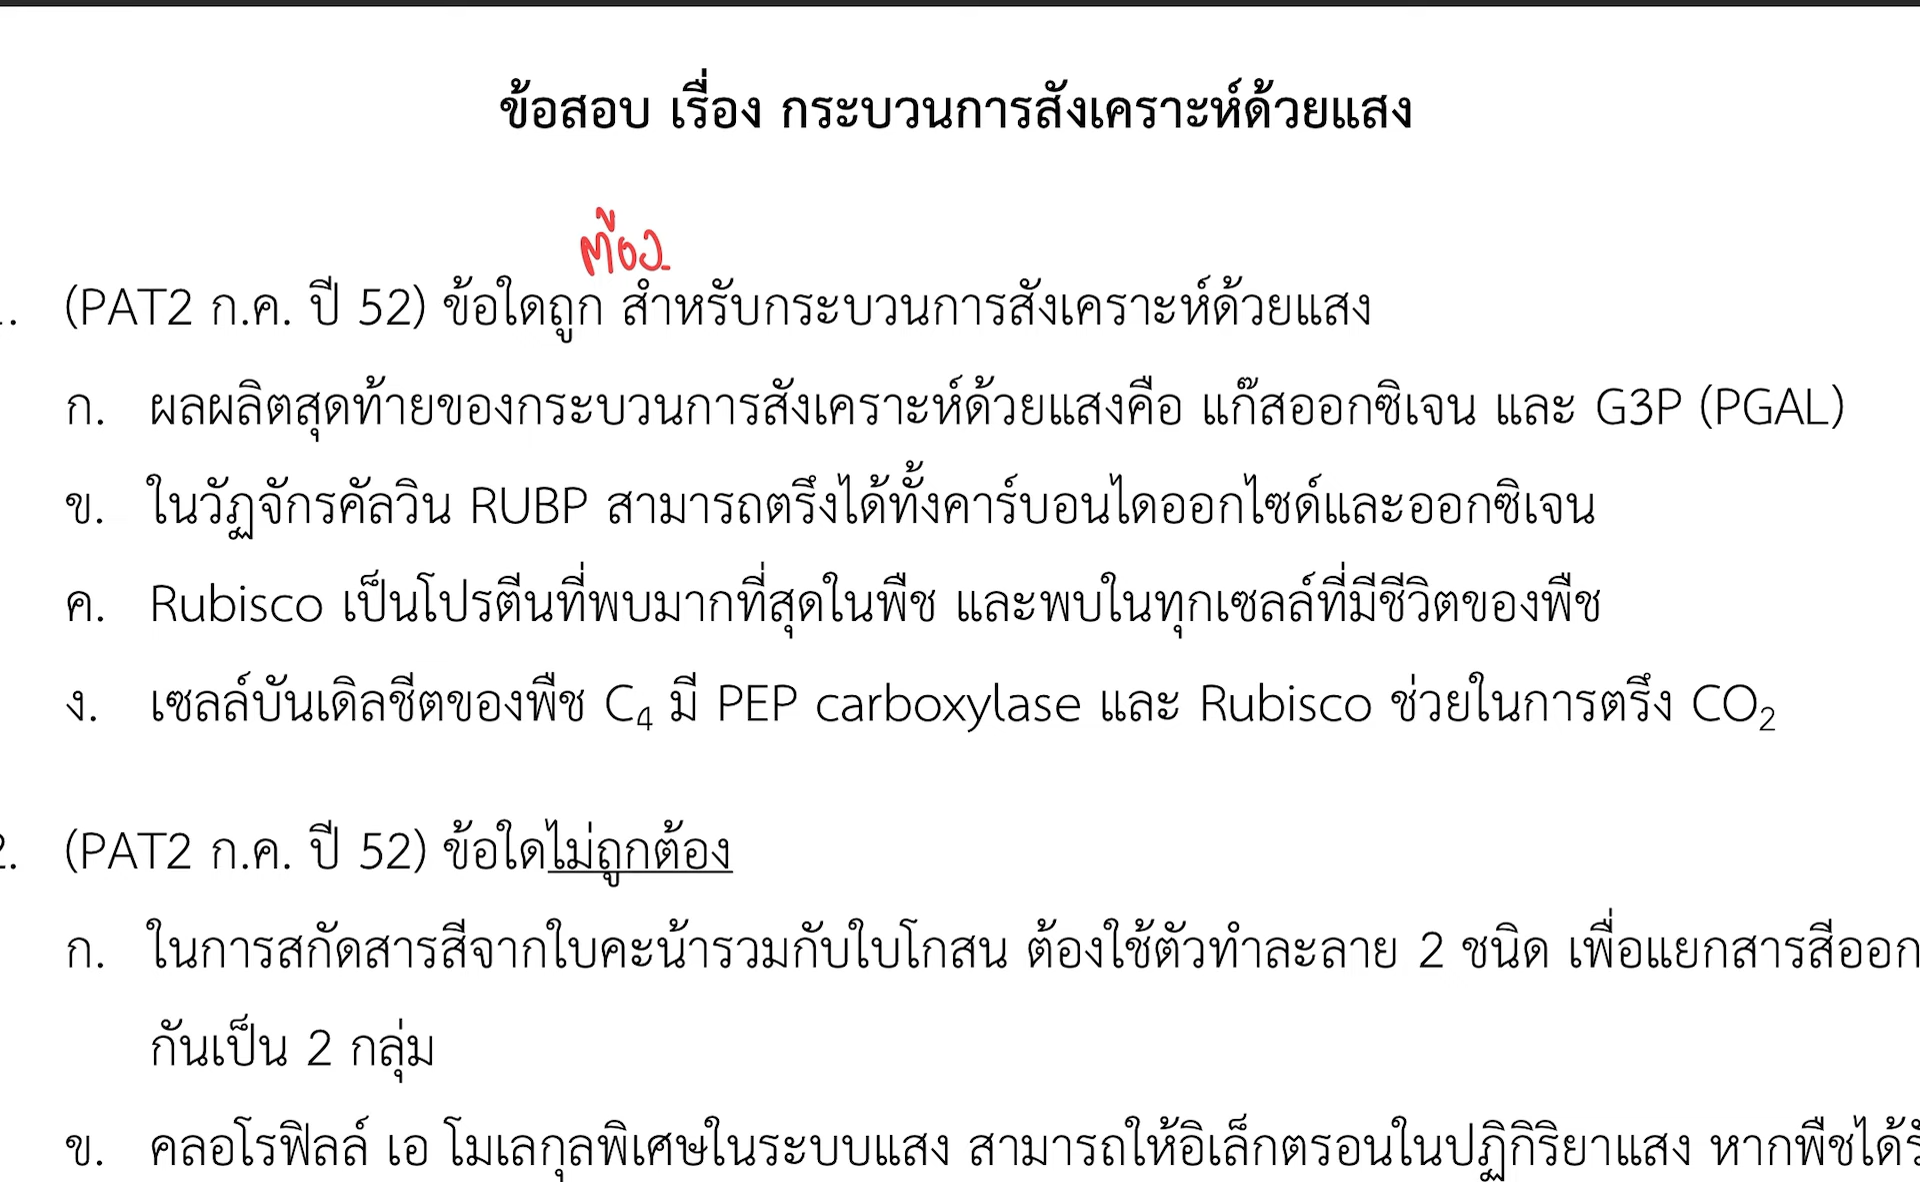 ข้อสอบ เรื่อง กระบวนการสังเคราะห์ด้วยแสง
ต้อง
(PAT2 ก.ค. ปี 52) ข้อใดถูก สำหรับกระบวนการสังเคราะห์ด้วยแสง
ก. ผลผลิตสุดท้ายของกระบวนการสังเคราะห์ด้วยแสงคือ แก๊สออกซิเจน และ G3P (PGAL)
ข. ในวัฏจักรคัลวิน RUBP สามารถตรึงได้ทั้งคาร์บอนไดออกไซด์และออกซิเจน
ค. Rubisco เป็นโปรตีนที่พบมากที่สุดในพืช และพบในทุกเซลล์ที่มีชีวิตของพืช
ง. เซลล์บันเดิลชีตของพืช C₄ มี PEP carboxylase และ Rubisco ช่วยในการตรึง CO₂
2. (PAT2 ก.ค. ปี 52) ข้อใดไม่ถูกต้อง
ก. ในการสกัดสารสีจากใบคะน้ารวมกับใบโกสน ต้องใช้ตัวทำละลาย 2 ชนิด เพื่อแยกสารสีออก
กันเป็น 2 กลุ่ม
ข. คลอโรฟิลล์ เอ โมเลกุลพิเศษในระบบแสง สามารถให้อิเล็กตรอนในปฏิกิริยาแสง หากพืชได้รั